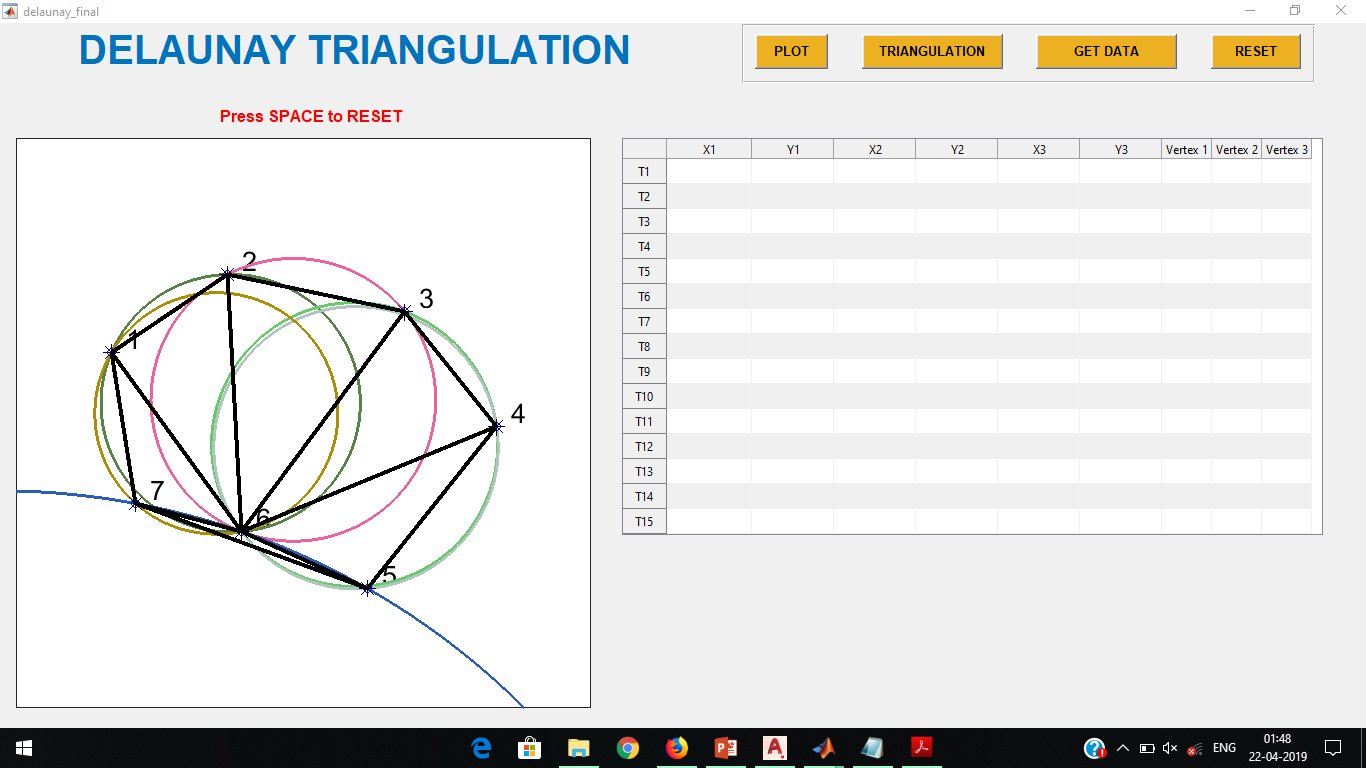 delaunay_final
DELAUNAY TRIANGULATION
PLOT TRIANGULATION GET DATA RESET
Press SPACE to RESET
X1 Y1 X2 Y2 X3 Y3 Vertex 1 Vertex 2 Vertex 3
T1
T2
T3
T4
T5
T6
T7
T8
T9
T10
T11
T12
T13
T14
T15
2
3
1
4
7
6
5
ENG
01:48
22-04-2019